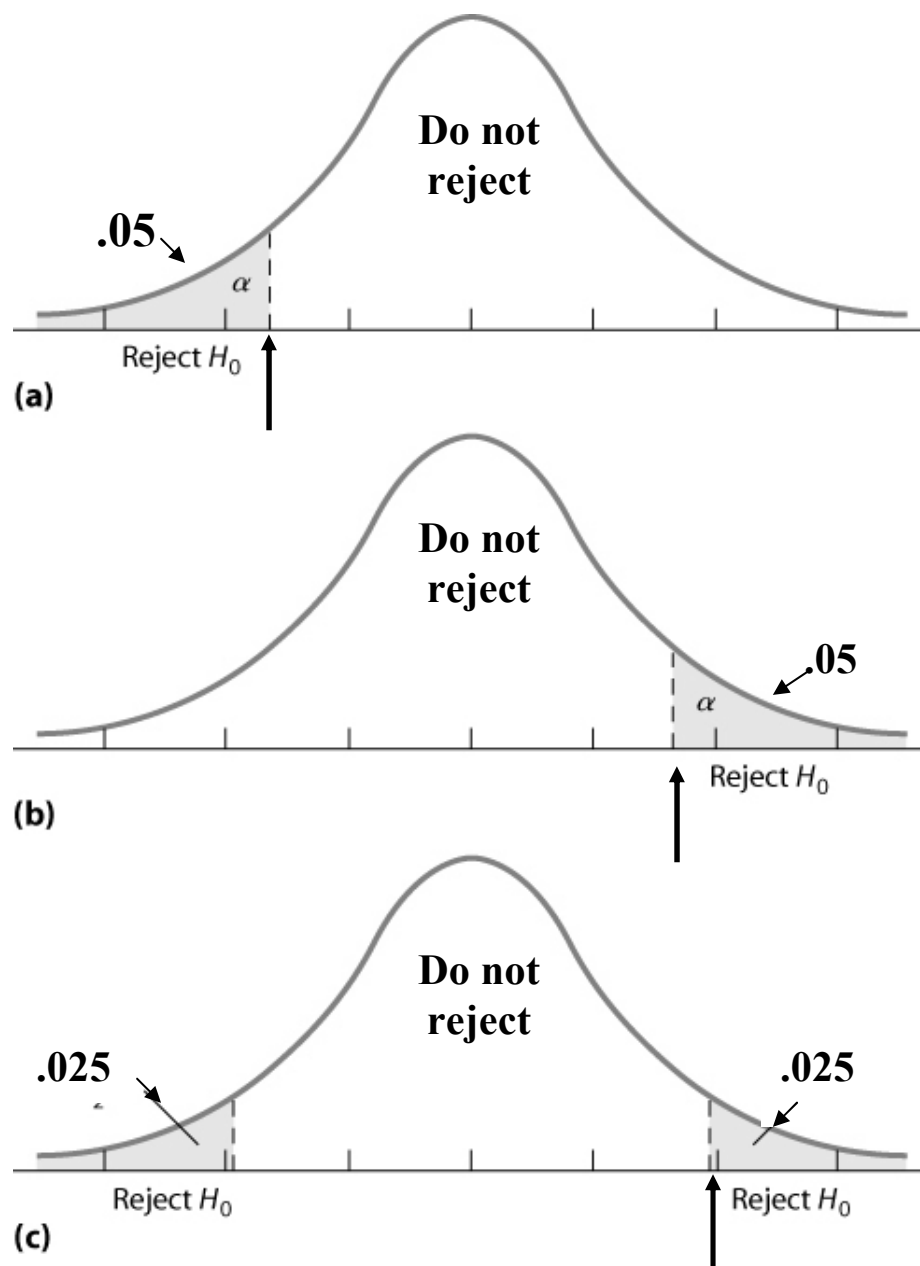 Do not
reject
.05
α
Reject H₀
(a)
Do not
reject
.05
α
Reject H₀
(b)
Do not
reject
.025
.025
Reject H₀
Reject H₀
(c)